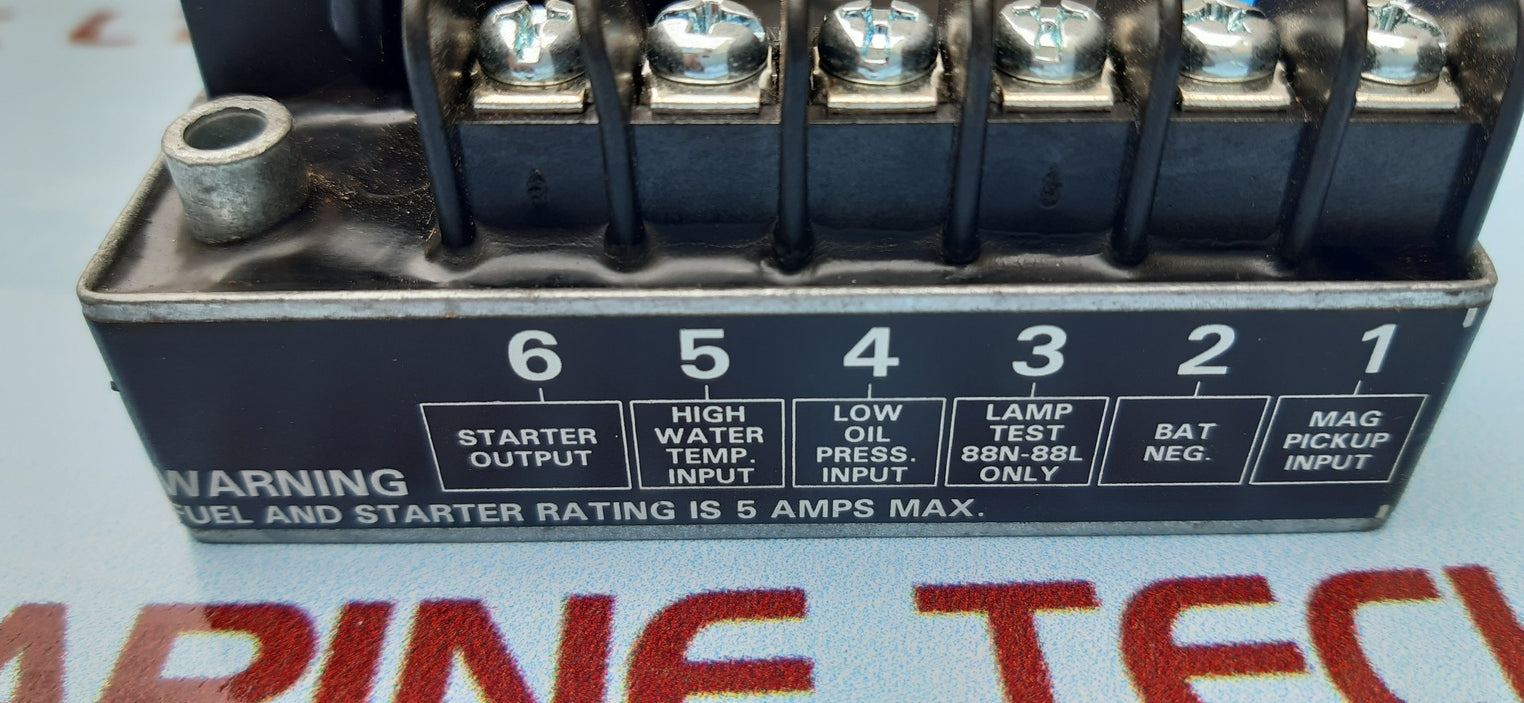 6 5 4 3 2 1
STARTER
OUTPUT
HIGH
WATER
TEMP.
INPUT
LOW
OIL
PRESS.
INPUT
LAMP
TEST
88N-88L
ONLY
BAT
NEG.
MAG
PICKUP
INPUT
WARNING
FUEL AND STARTER RATING IS 5 AMPS MAX.